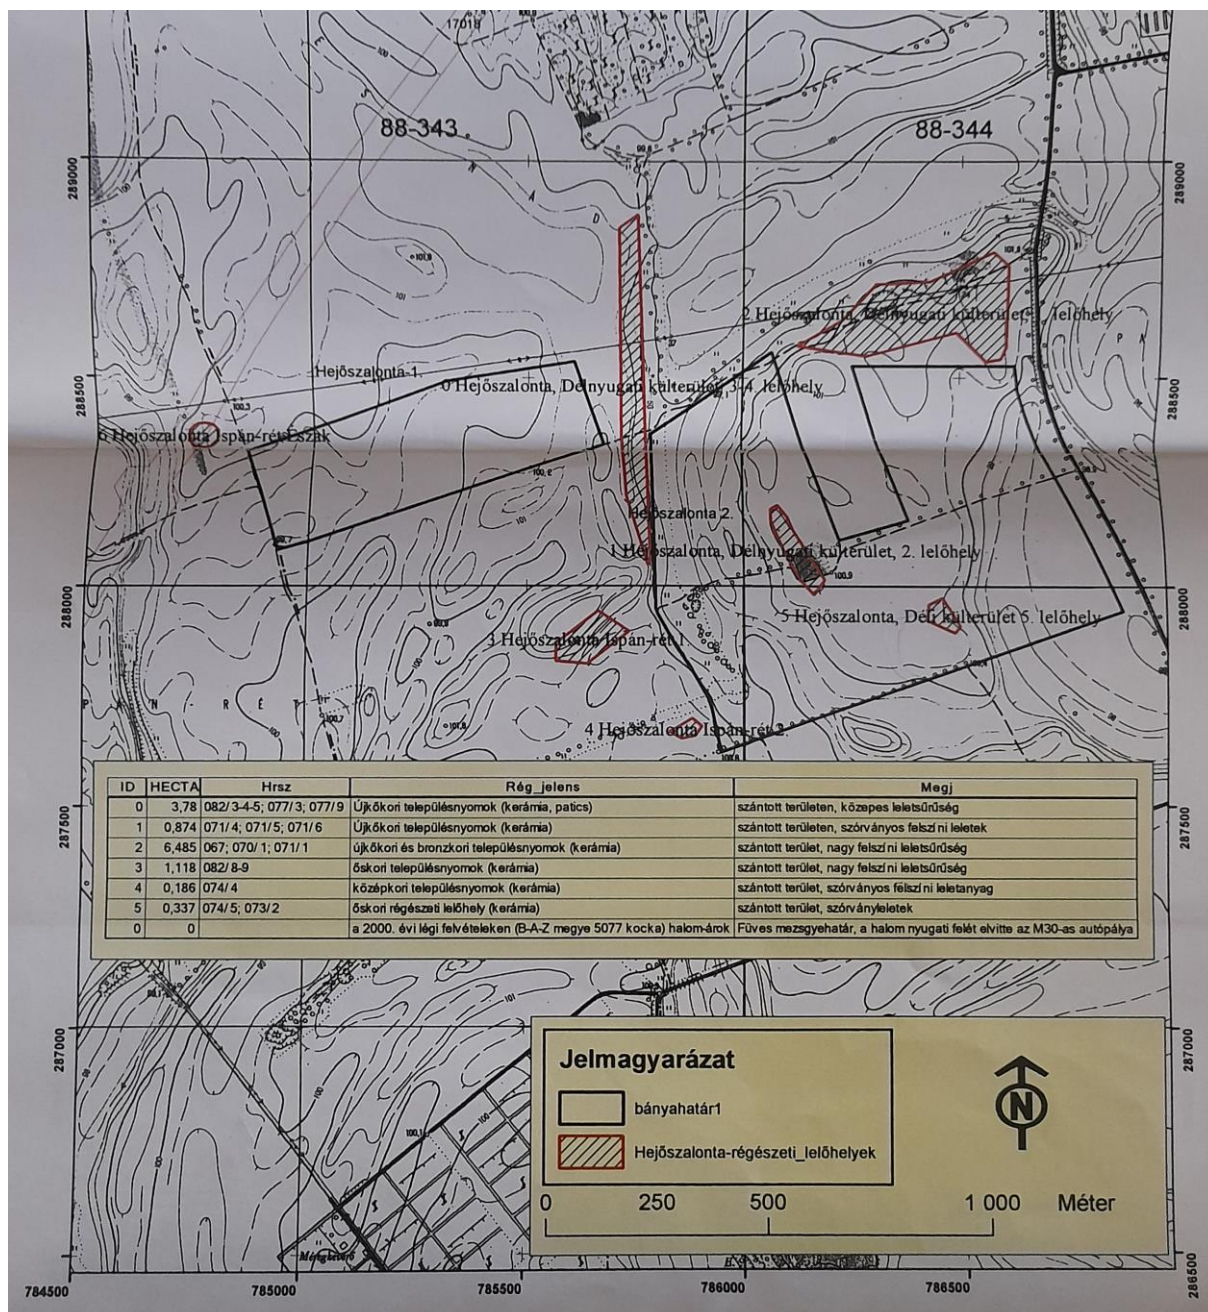 17018
88-343
88-344
289000
289000
2 Hejőszalonta, Délnyugati külterület 1. lelőhely
Hejőszalonta-1.
0 Hejőszalonta, Délnyugati külterület, 3-4. lelőhely
288500
288500
6 Hejőszalonta Ispán-rét Észak
Hejőszalonta 2.
1 Hejőszalonta, Délnyugati külterület, 2. lelőhely
288000
288000
5 Hejőszalonta, Déli külterület 5. lelőhely
3 Hejőszalonta Ispán-rét 1.
4 Hejőszalonta Ispán-rét 2.
ID HECTA Hrsz Rég_jelens Megj
0 3,78 082/3-4-5; 077/3; 077/9 Újkőkori településnyomok (kerámia, patics) szántott területen, közepes leletsűrűség
1 0,874 071/4; 071/5; 071/6 Újkőkori településnyomok (kerámia) szántott területen, szórványos felszíni leletek
2 6,485 067; 070/1; 071/1 újkőkori és bronzkori településnyomok (kerámia) szántott terület, nagy felszíni leletsűrűség
3 1,118 082/8-9 őskori településnyomok (kerámia) szántott terület, nagy felszíni leletsűrűség
4 0,186 074/4 középkori településnyomok (kerámia) szántott terület, szórványos felszíni leletanyag
5 0,337 074/5; 073/2 őskori régészeti lelőhely (kerámia) szántott terület, szórványleletek
0 0 a 2000. évi légi felvételeken (B-A-Z megye 5077 kocka) halom-árok Füves mezsgyehatár, a halom nyugati felét elvitte az M30-as autópálya
287500
287500
287000
287000
Jelmagyarázat
bányahatár1
Hejőszalonta-régészeti_lelőhelyek
N
0 250 500 1 000 Méter
286500
784500 785000 785500 786000 786500